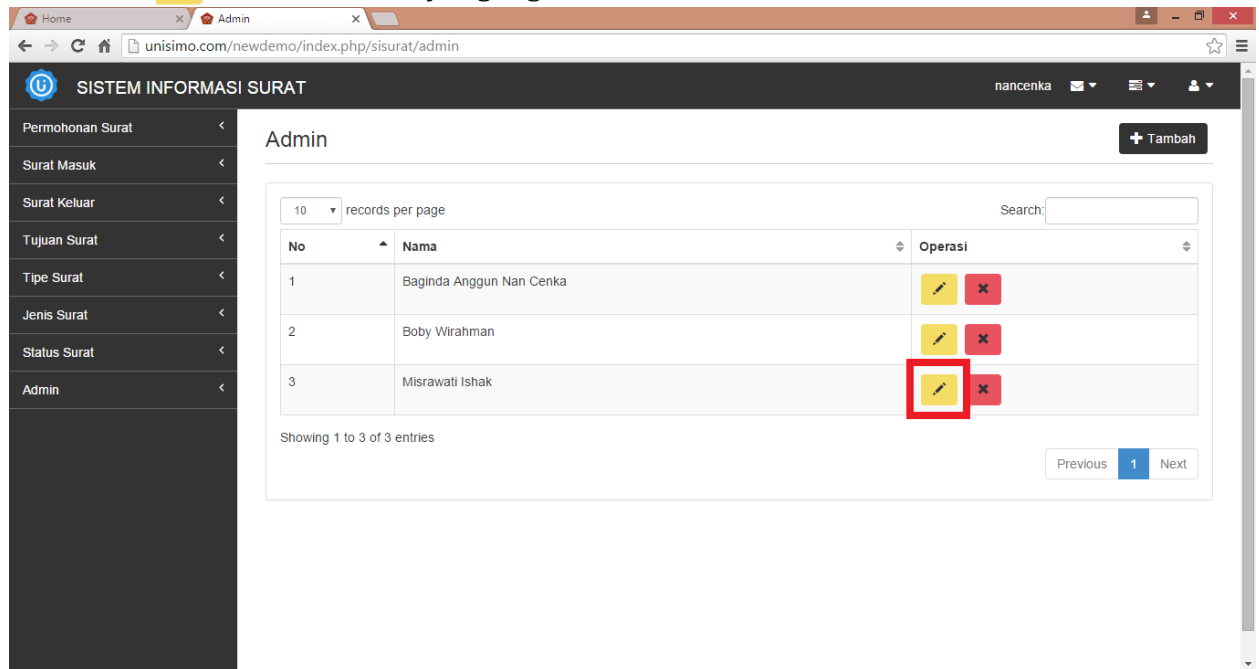 Home
Admin
unisimo.com/newdemo/index.php/sisurat/admin
SISTEM INFORMASI SURAT
nancenka
Permohonan Surat
Surat Masuk
Surat Keluar
Tujuan Surat
Tipe Surat
Jenis Surat
Status Surat
Admin
Admin
Tambah
10 records per page
Search:
No Nama Operasi
1 Baginda Anggun Nan Cenka
2 Boby Wirahman
3 Misrawati Ishak
Showing 1 to 3 of 3 entries
Previous 1 Next